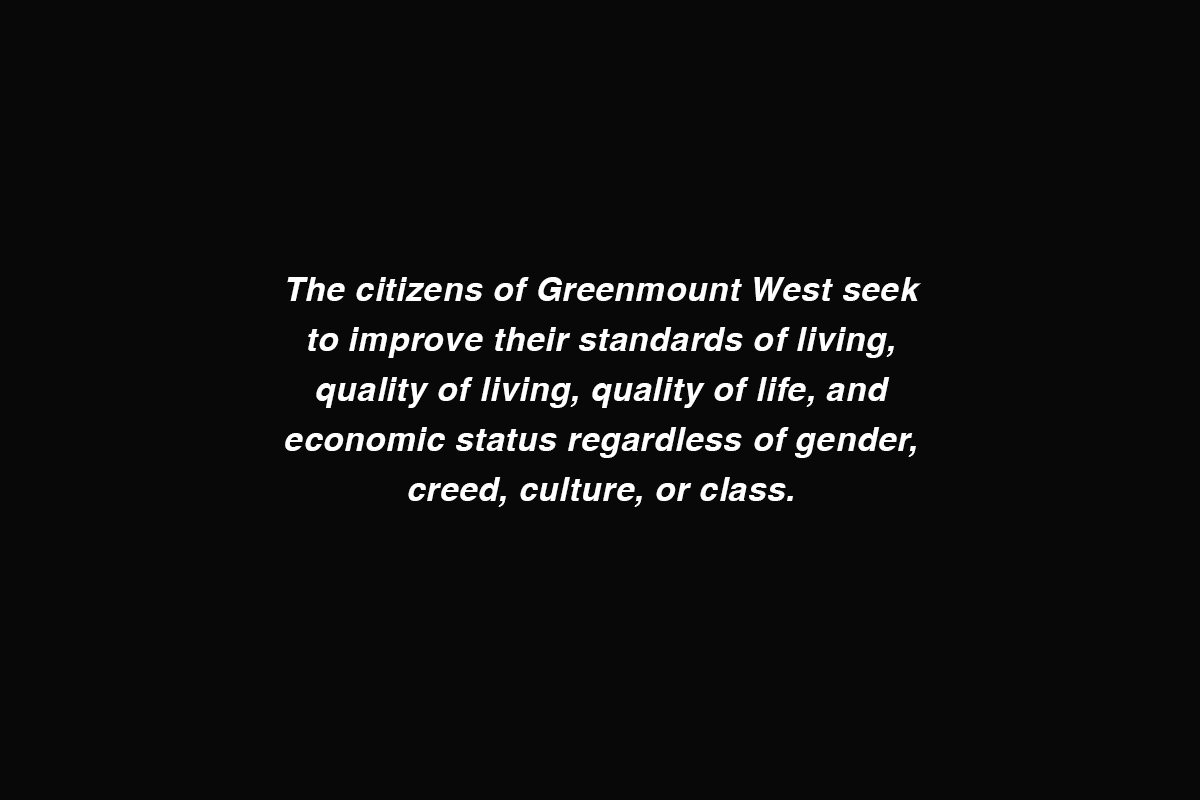 The citizens of Greenmount West seek
to improve their standards of living,
quality of living, quality of life, and
economic status regardless of gender,
creed, culture, or class.